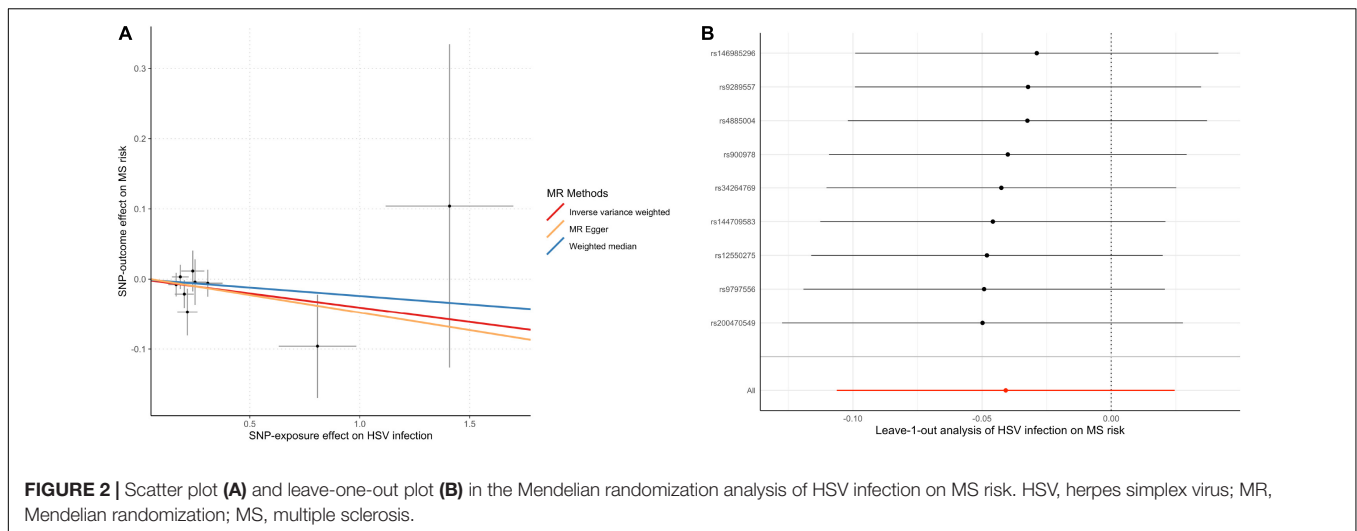 A
0.3
0.2
0.1
0.0
-0.1
0.5
1.0
1.5
SNP-outcome effect on MS risk
SNP-exposure effect on HSV infection
MR Methods
Inverse variance weighted
MR Egger
Weighted median
B
rs146985296
rs9289557
rs4885004
rs900978
rs34264769
rs144709583
rs12550275
rs9797556
rs200470549
All
-0.10
-0.05
0.00
Leave-1-out analysis of HSV infection on MS risk
FIGURE 2 | Scatter plot (A) and leave-one-out plot (B) in the Mendelian randomization analysis of HSV infection on MS risk. HSV, herpes simplex virus; MR,
Mendelian randomization; MS, multiple sclerosis.